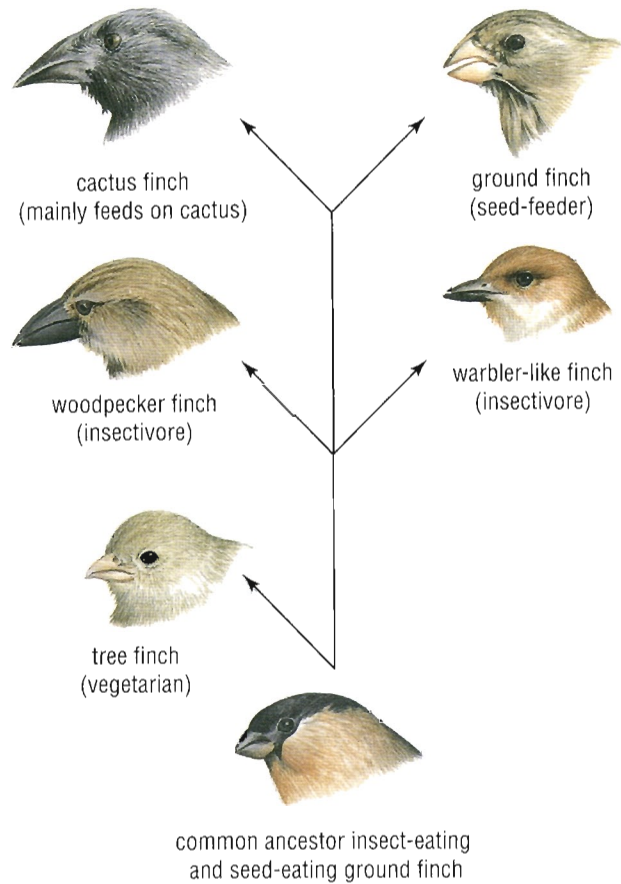 cactus finch
(mainly feeds on cactus)
ground finch
(seed-feeder)
woodpecker finch
(insectivore)
warbler-like finch
(insectivore)
tree finch
(vegetarian)
common ancestor insect-eating
and seed-eating ground finch